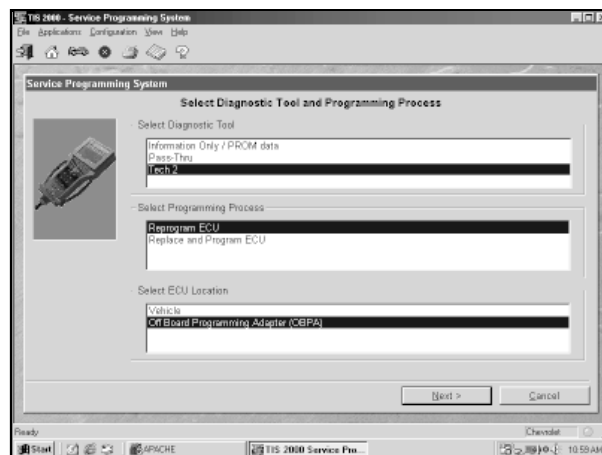 TIS 2000 - Service Programming System
File Applications Configuration View Help
Service Programming System
Select Diagnostic Tool and Programming Process
Select Diagnostic Tool
Information Only / PROM data
Pass-Thru
Tech 2
Select Programming Process
Reprogram ECU
Replace and Program ECU
Select ECU Location
Vehicle
Off Board Programming Adapter (OBPA)
Next >
Cancel
Ready
Chevrolet
Start
APACHE
TIS 2000 Service Pro...
10:59 AM